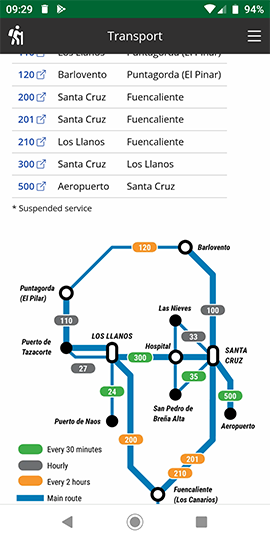 09:29 94%
Transport
110 Los Llanos Puntagorda (El Pinar)
120 Barlovento Puntagorda (El Pinar)
200 Santa Cruz Fuencaliente
201 Santa Cruz Fuencaliente
210 Los Llanos Fuencaliente
300 Santa Cruz Los Llanos
500 Aeropuerto Santa Cruz
* Suspended service
120 Barlovento
Puntagorda
(El Pilar)
110
100
Las Nieves
Puerto de
Tazacorte
LOS LLANOS
Hospital
33
SANTA
CRUZ
300
27
24
35
500
Puerto de Naos
San Pedro de
Breña Alta
Aeropuerto
200
201
210
Every 30 minutes
Hourly
Every 2 hours
Main route
Fuencaliente
(Los Canarios)